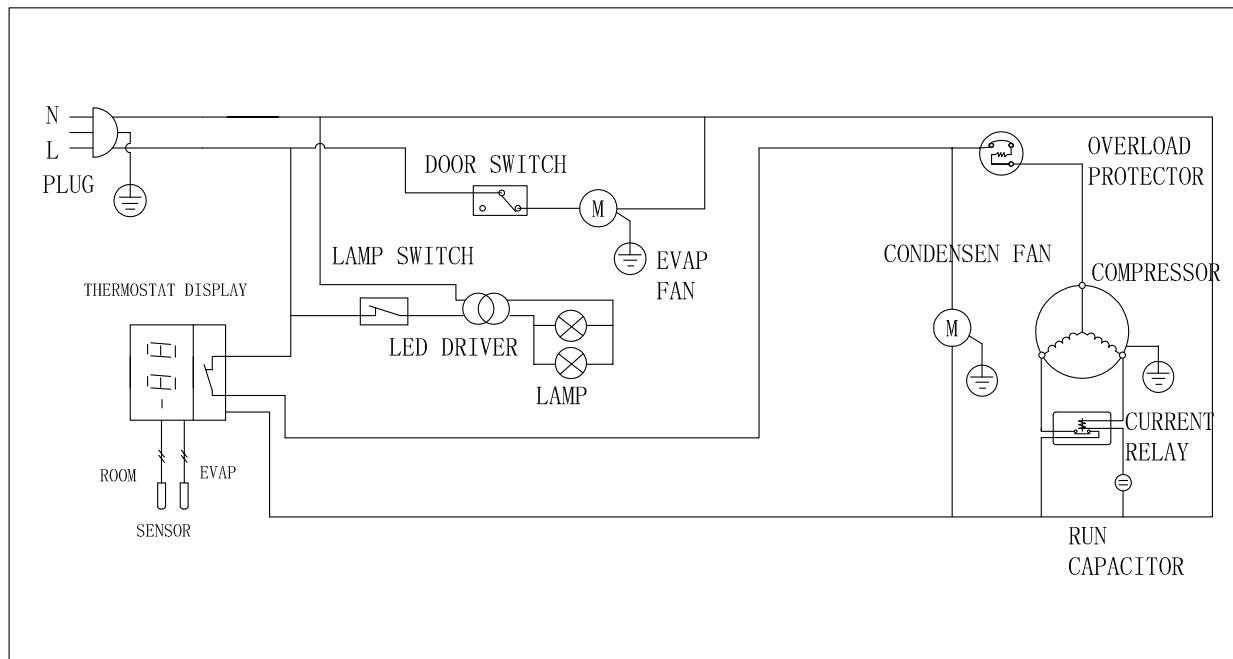 N
L
PLUG
DOOR SWITCH
M
EVAP
FAN
OVERLOAD
PROTECTOR
LAMP SWITCH
CONDENSEN FAN
COMPRESSOR
THERMOSTAT DISPLAY
LED DRIVER
M
LAMP
CURRENT
RELAY
ROOM
EVAP
SENSOR
RUN
CAPACITOR